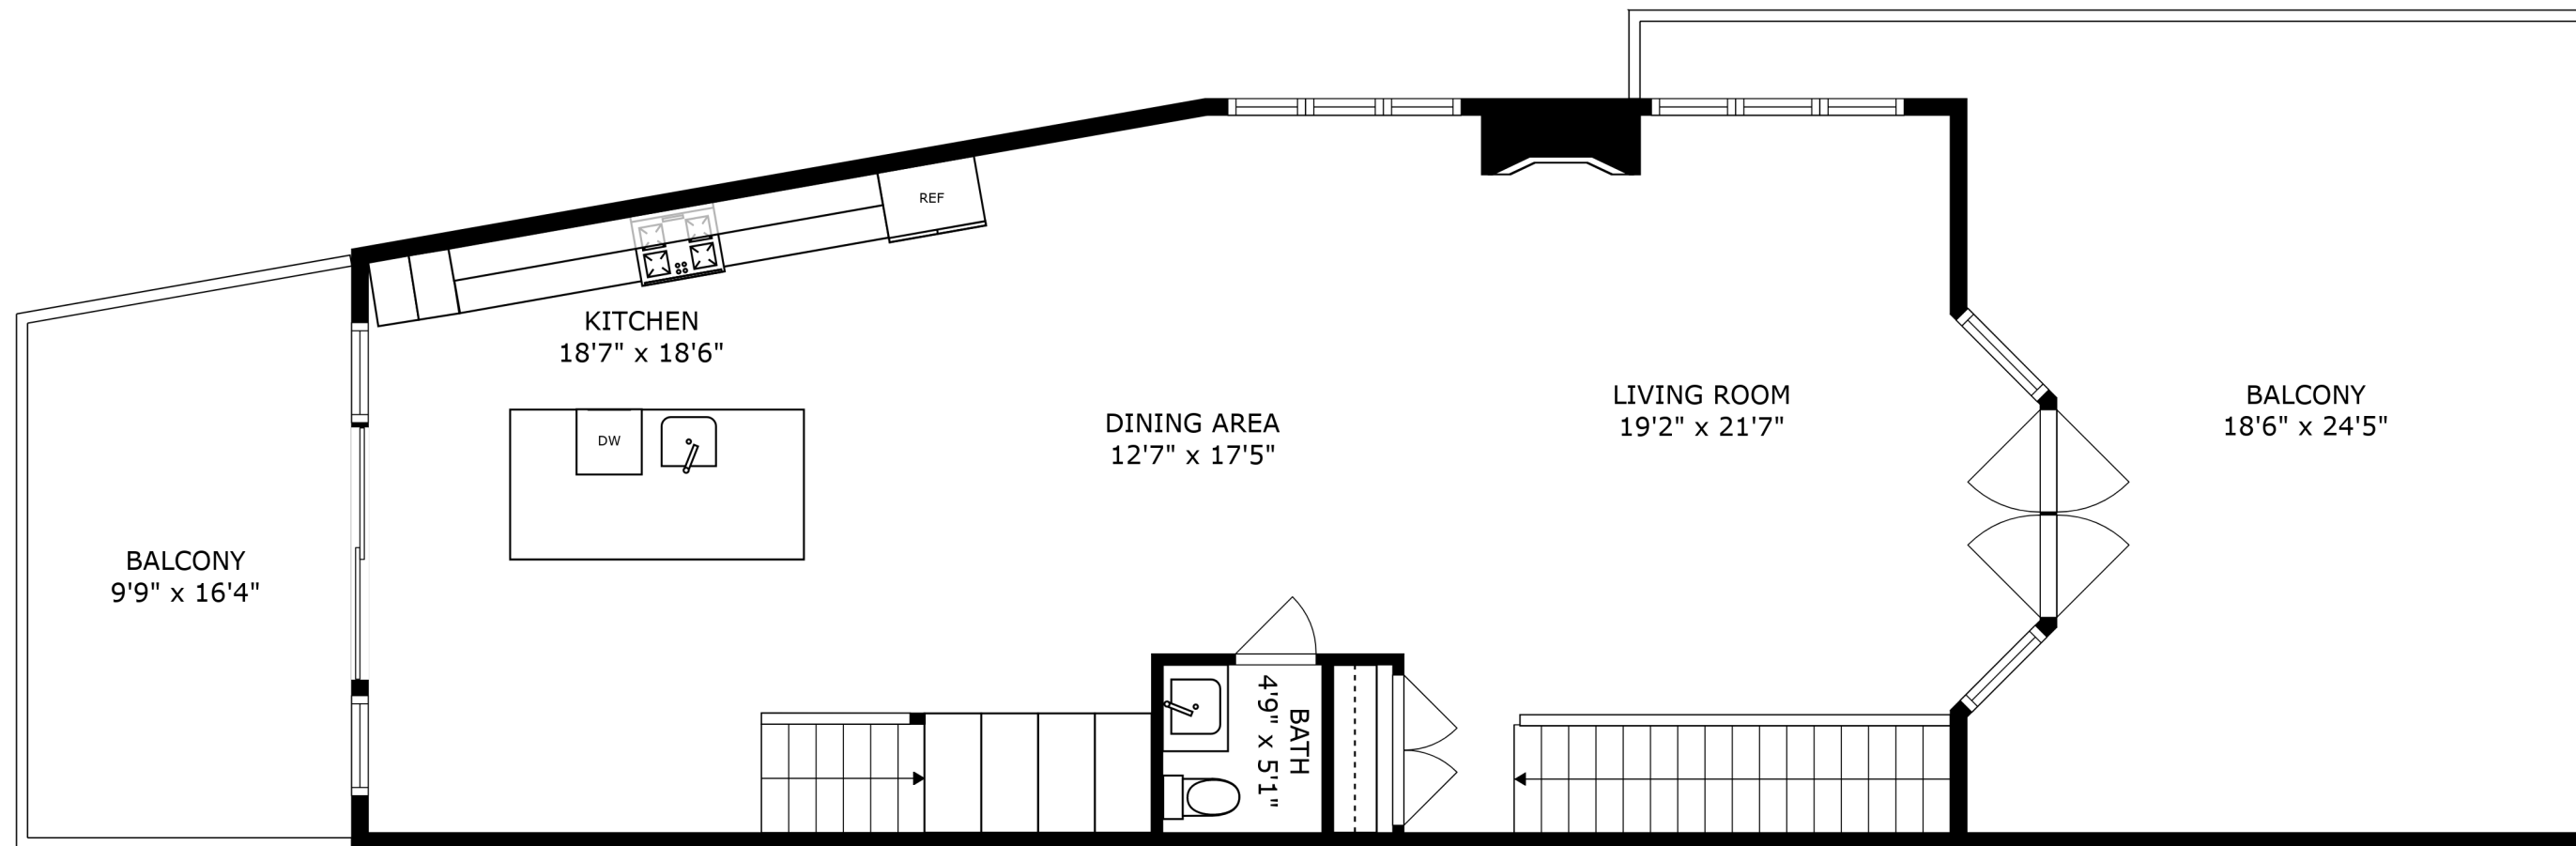 REF
KITCHEN
18'7" x 18'6"
DW
DINING AREA
12'7" x 17'5"
LIVING ROOM
19'2" x 21'7"
BALCONY
18'6" x 24'5"
BALCONY
9'9" x 16'4"
BATH
4'9" x 5'1"